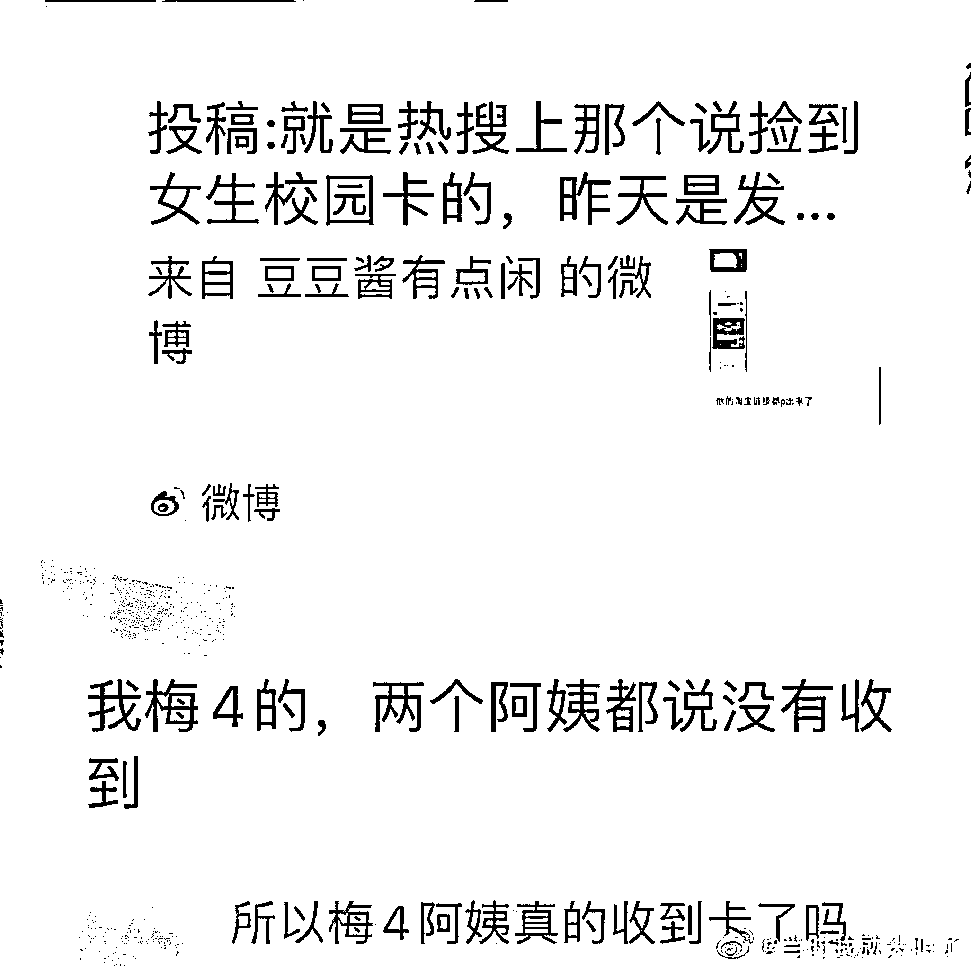 投稿:就是热搜上那个说捡到
女生校园卡的，昨天是发...
来自 豆豆酱有点闲 的微
博
微博
我梅4的，两个阿姨都说没有收
到
所以梅4阿姨真的收到卡了吗